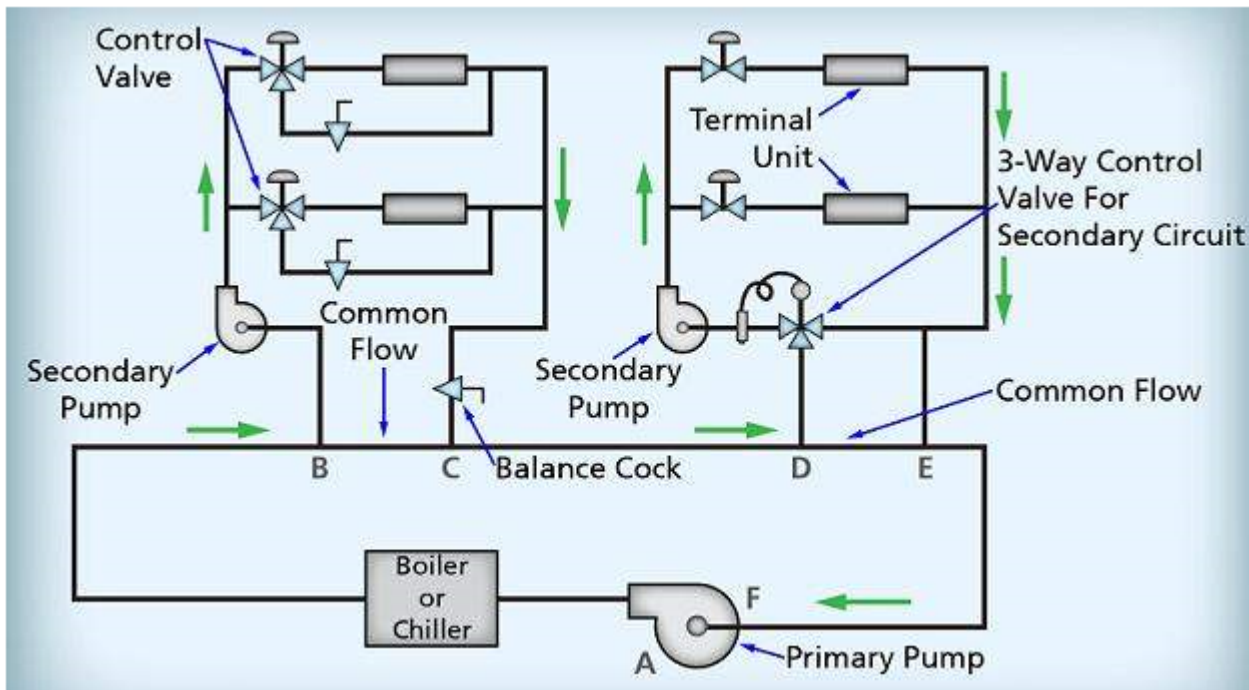 Control
Valve
Terminal
Unit
3-Way Control
Valve For
Secondary Circuit
Common
Flow
Secondary
Pump
Secondary
Pump
Common Flow
B
C
Balance Cock
D
E
Boiler
or
Chiller
F
A
Primary Pump